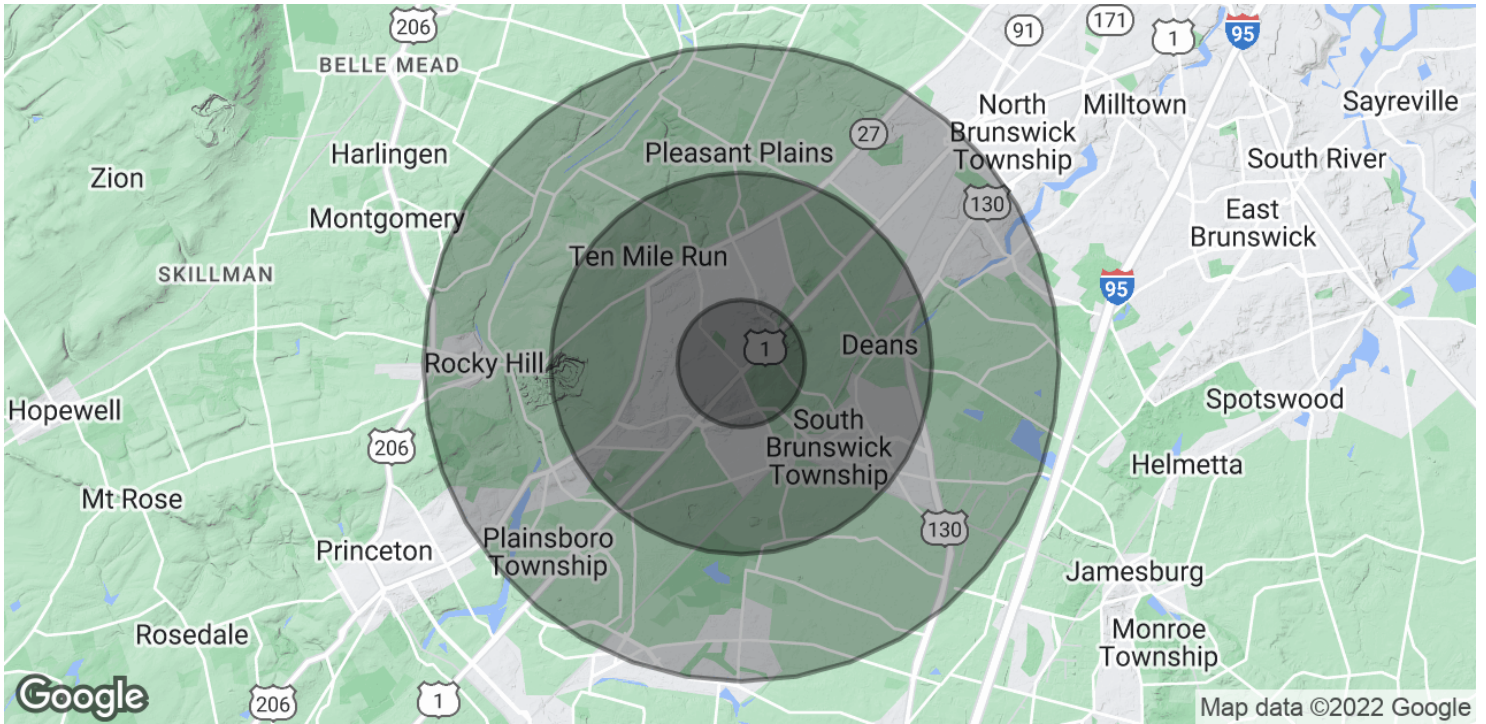 206
BELLE MEAD
91
171
1
95
North
Brunswick
Township
Milltown
Sayreville
27
Harlingen
Pleasant Plains
South River
Zion
130
Montgomery
East
Brunswick
Ten Mile Run
SKILLMAN
95
1
Deans
Rocky Hill
Hopewell
Spotswood
South
Brunswick
Township
206
Helmetta
Mt Rose
130
Princeton
Plainsboro
Township
Jamesburg
Rosedale
Monroe
Township
Google
206
1
Map data ©2022 Google